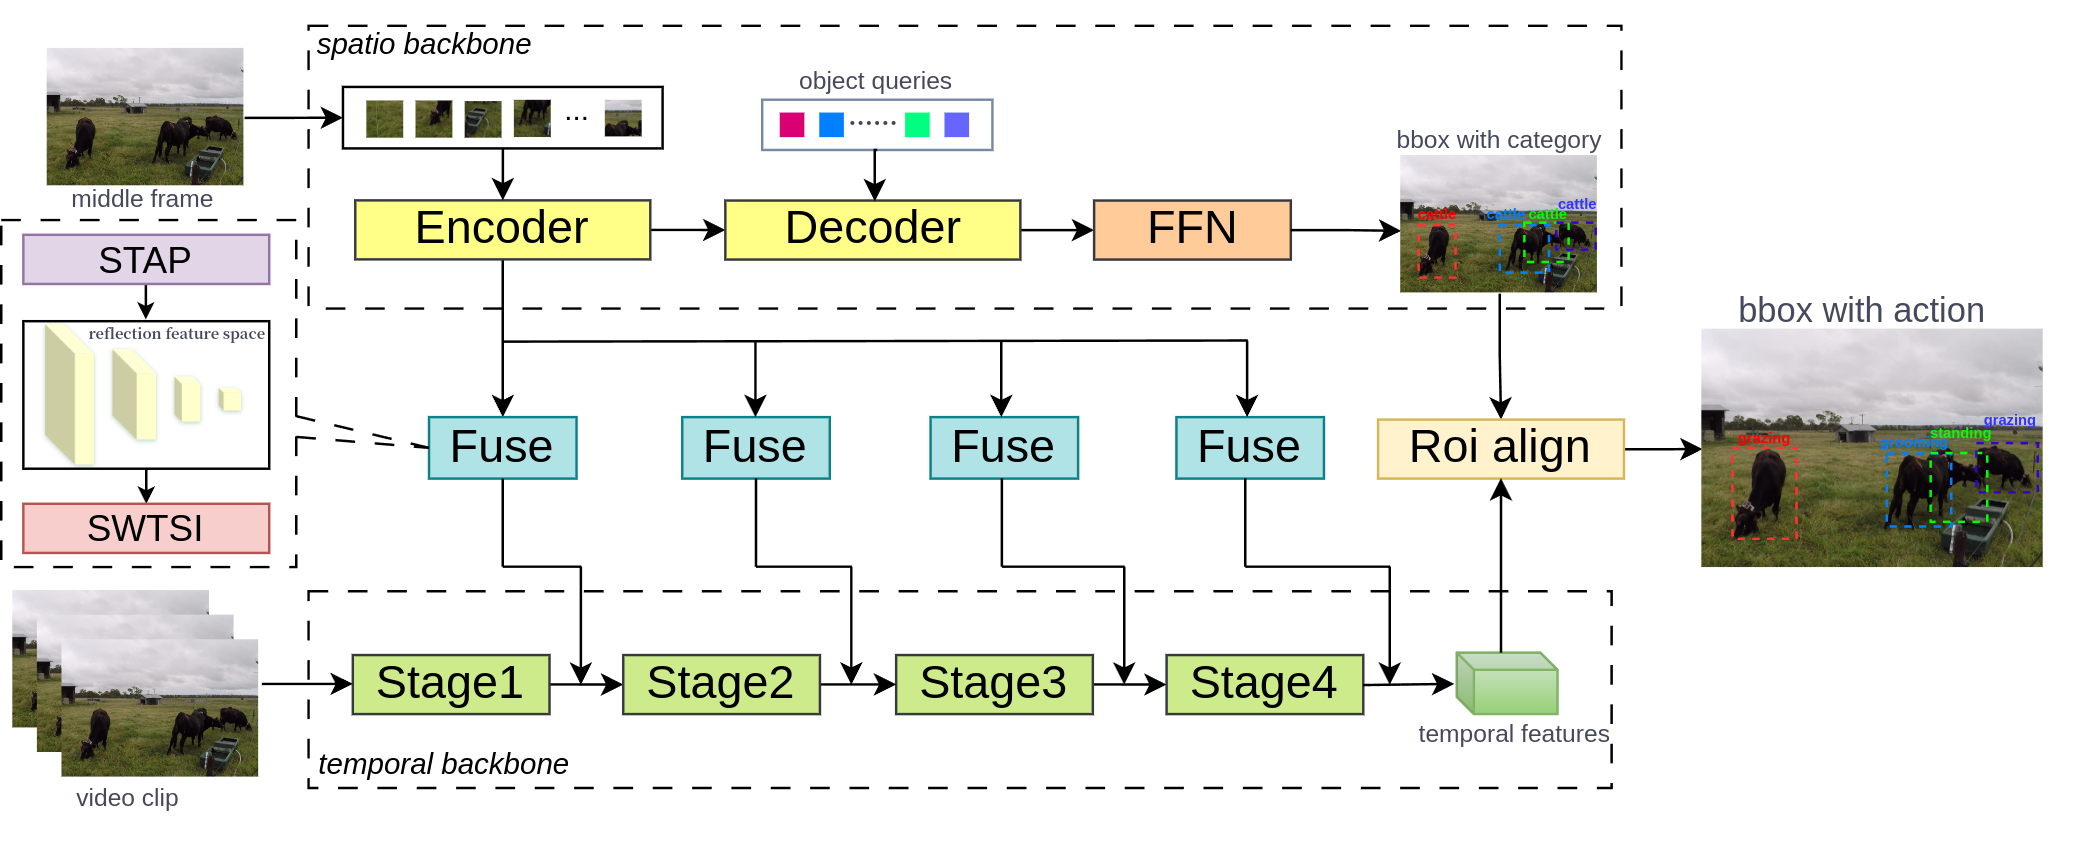 spatio backbone
middle frame
...
object queries
......
Encoder
Decoder
FFN
bbox with category
cattle
cattle
cattle
cattle
STAP
reflection feature space
SWTSI
Fuse
Fuse
Fuse
Fuse
Roi align
bbox with action
grazing
grooming
standing
grazing
video clip
Stage1
Stage2
Stage3
Stage4
temporal features
temporal backbone